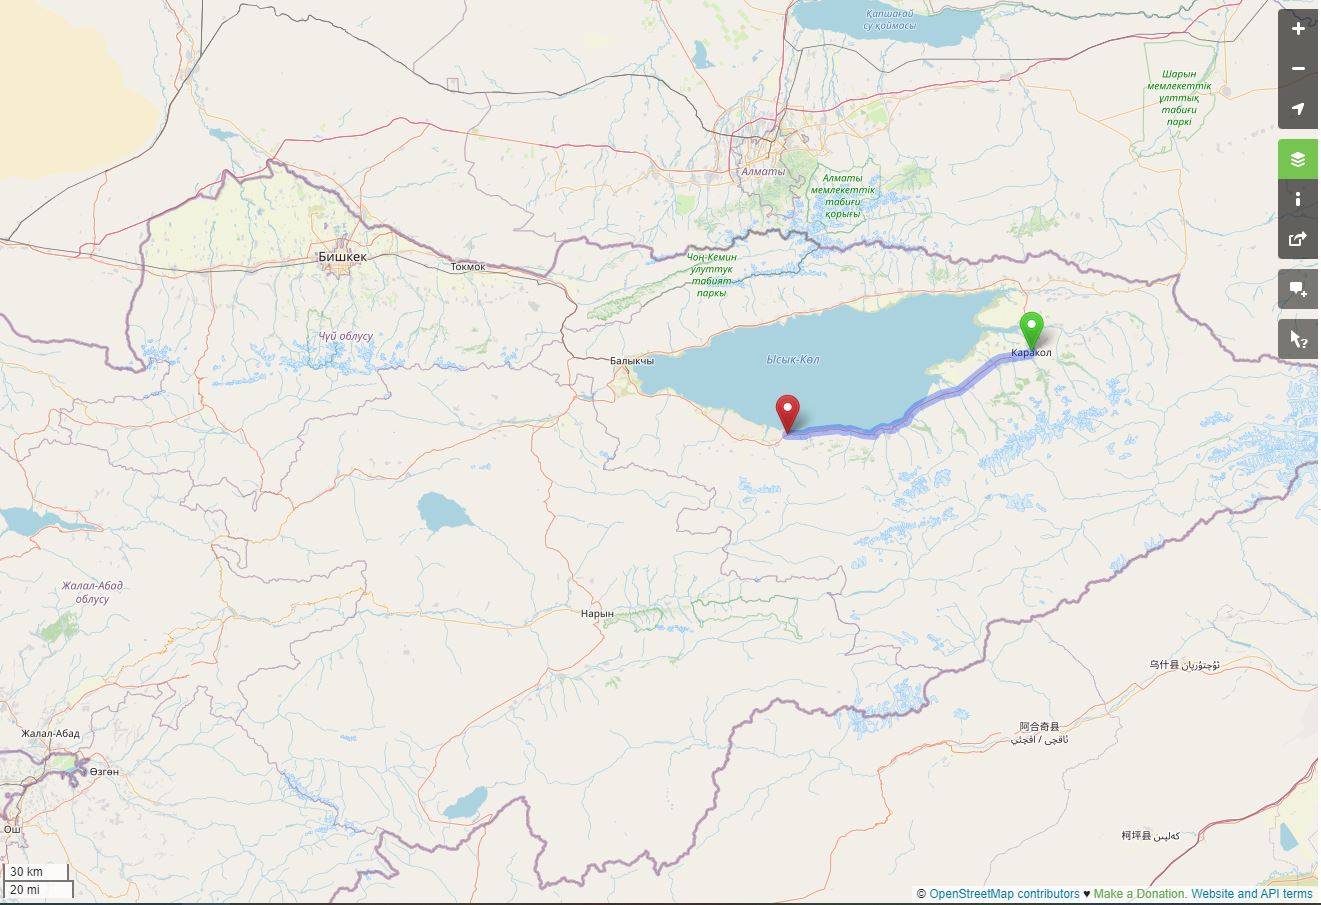 Қапшағай
су қоймасы
Шарын
мемлекеттік
ұлттық
табиғи
паркі
Алматы
Алматы
мемлекеттік
табиғи
қорығы
Бишкек
Токмок
Чоң-Кемин
улуттук
табият
паркы
Чүй облусу
Балыкчы
Ысык-Көл
Каракол
Жалал-Абад
облусу
Нарын
乌什县 ئۇچتۇرپان
阿合奇县
ئاقچى / اقچئي
Жалал-Абад
Өзгөн
Ош
柯坪县 كەلپىن
30 km
20 mi
© OpenStreetMap contributors ♥ Make a Donation. Website and API terms